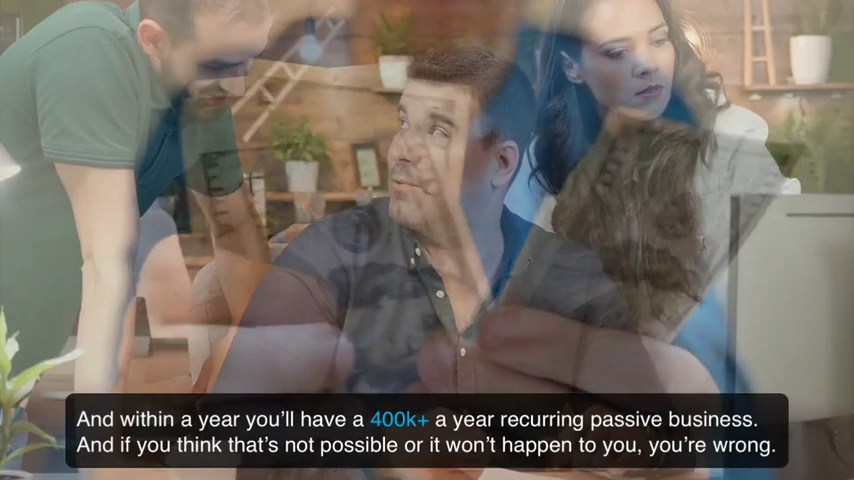 And within a year you'll have a 400k+ a year recurring passive business.
And if you think that's not possible or it won't happen to you, you're wrong.